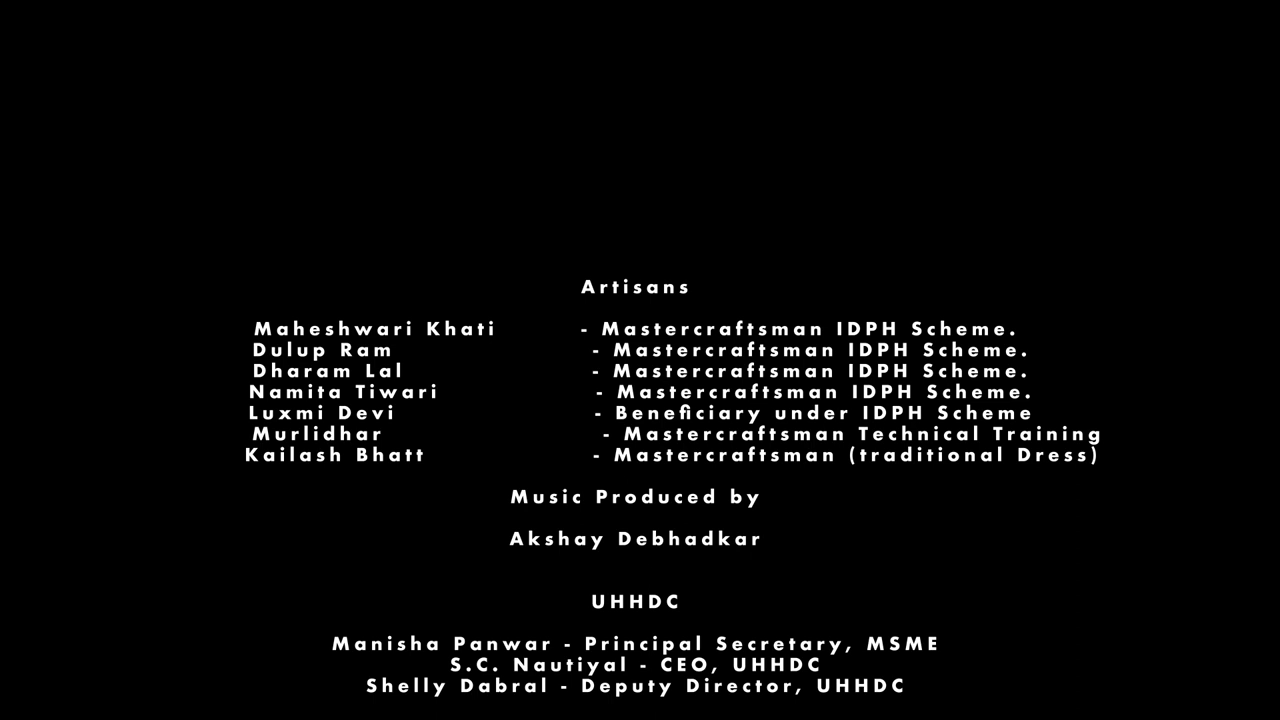 Artisans
Maheshwari Khati - Mastercraftsman IDPH Scheme.
Dulup Ram - Mastercraftsman IDPH Scheme.
Dharam Lal - Mastercraftsman IDPH Scheme.
Namita Tiwari - Mastercraftsman IDPH Scheme.
Luxmi Devi - Beneficiary under IDPH Scheme
Murlidhar - Mastercraftsman Technical Training
Kailash Bhatt - Mastercraftsman (traditional Dress)
Music Produced by
Akshay Debhadkar
UHHDC
Manisha Panwar - Principal Secretary, MSME
S.C. Nautiyal - CEO, UHHDC
Shelly Dabral - Deputy Director, UHHDC